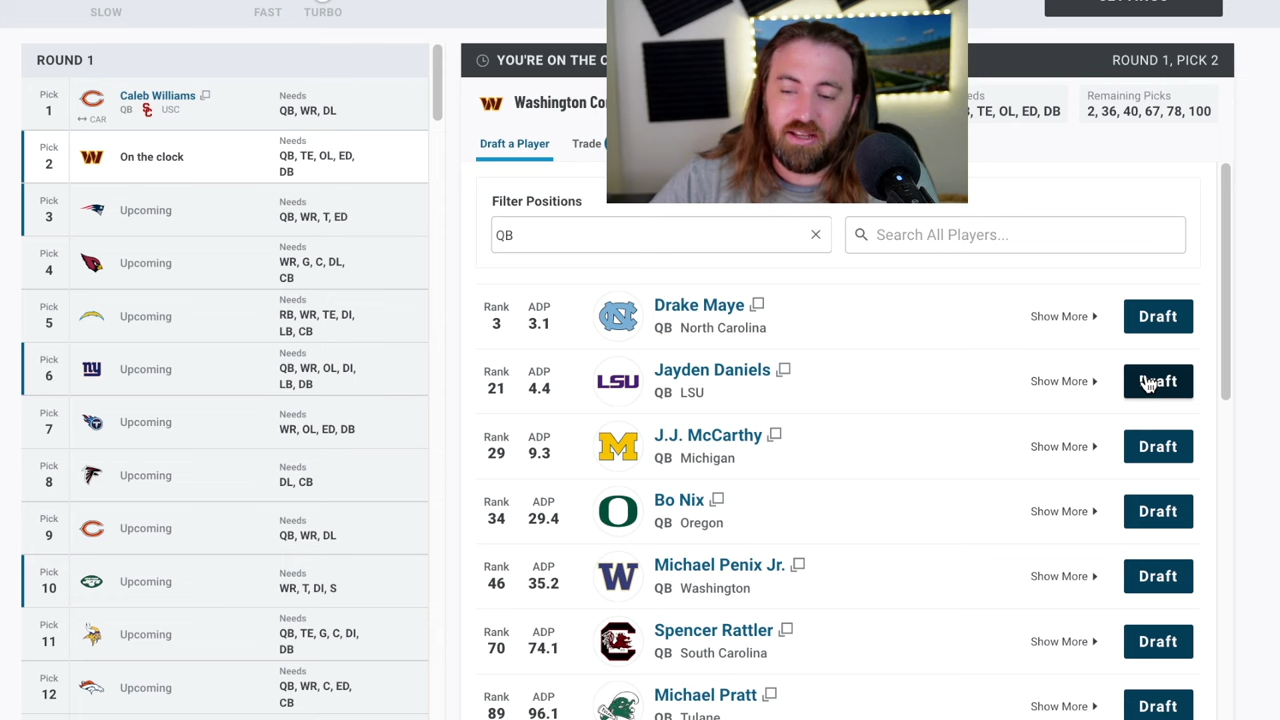 SLOW FAST TURBO
ROUND 1
Pick 1 Caleb Williams Needs
QB USC QB, WR, DL
CAR
Pick 2 On the clock Needs
QB, TE, OL, ED,
DB
Pick 3 Upcoming Needs
QB, WR, T, ED
Pick 4 Upcoming Needs
WR, G, C, DL,
CB
Pick 5 Upcoming Needs
RB, WR, TE, DI,
LB, CB
Pick 6 Upcoming Needs
QB, WR, OL, DI,
LB, DB
Pick 7 Upcoming Needs
WR, OL, ED, DB
Pick 8 Upcoming Needs
DL, CB
Pick 9 Upcoming Needs
QB, WR, DL
Pick 10 Upcoming Needs
WR, T, DI, S
Pick 11 Upcoming Needs
QB, TE, G, C, DI,
DB
Pick 12 Upcoming Needs
QB, WR, C, ED,
CB
YOU'RE ON THE ROUND 1, PICK 2
Washington Remaining Picks
TE, OL, ED, DB 2, 36, 40, 67, 78, 100
Draft a Player Trade
Filter Positions
QB Search All Players...
Rank ADP Drake Maye Show More Draft
3 3.1 QB North Carolina
Rank ADP Jayden Daniels Show More Draft
21 4.4 LSU QB LSU
Rank ADP J.J. McCarthy Show More Draft
29 9.3 QB Michigan
Rank ADP Bo Nix Show More Draft
34 29.4 QB Oregon
Rank ADP Michael Penix Jr. Show More Draft
46 35.2 QB Washington
Rank ADP Spencer Rattler Show More Draft
70 74.1 QB South Carolina
Rank ADP Michael Pratt Show More Draft
89 96.1 QB Tulane